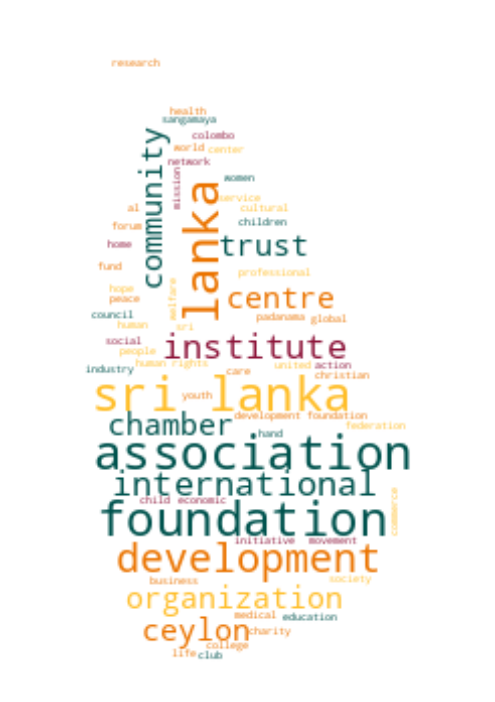 research
health
sangamaya
colombo
world center
network
community
mission
women
lanka
service
al
cultural
forum
children
home
trust
fund
professional
hope
peace
welfare
centre
council
padanama global
human
sri
social
institute
people
human rights
united action
industry
care
christian
sri lanka
youth
development foundation
chamber
federation
hand
association
international
commerce
child economic
foundation
initiative movement
development
business
society
organization
medical education
ceylon
charity
college
life club